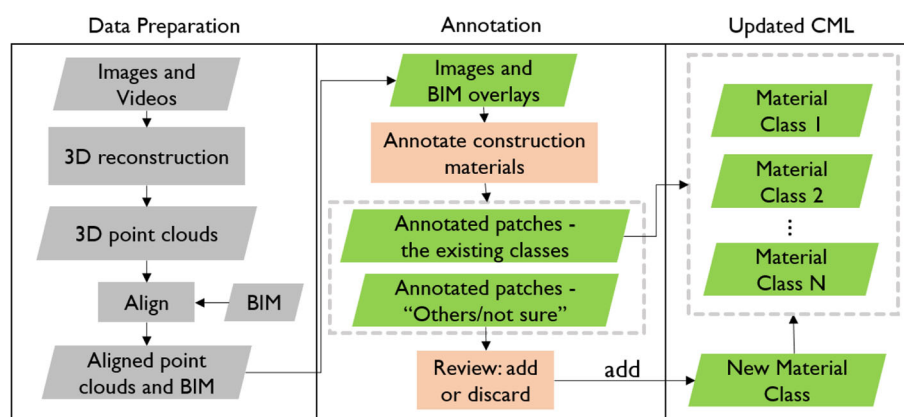 Data Preparation
Images and
Videos
3D reconstruction
3D point clouds
Align
BIM
Aligned point
clouds and BIM
Annotation
Images and
BIM overlays
Annotate construction
materials
Annotated patches -
the existing classes
Annotated patches -
“Others/not sure”
Review: add
or discard
add
Updated CML
Material
Class 1
Material
Class 2
...
Material
Class N
New Material
Class